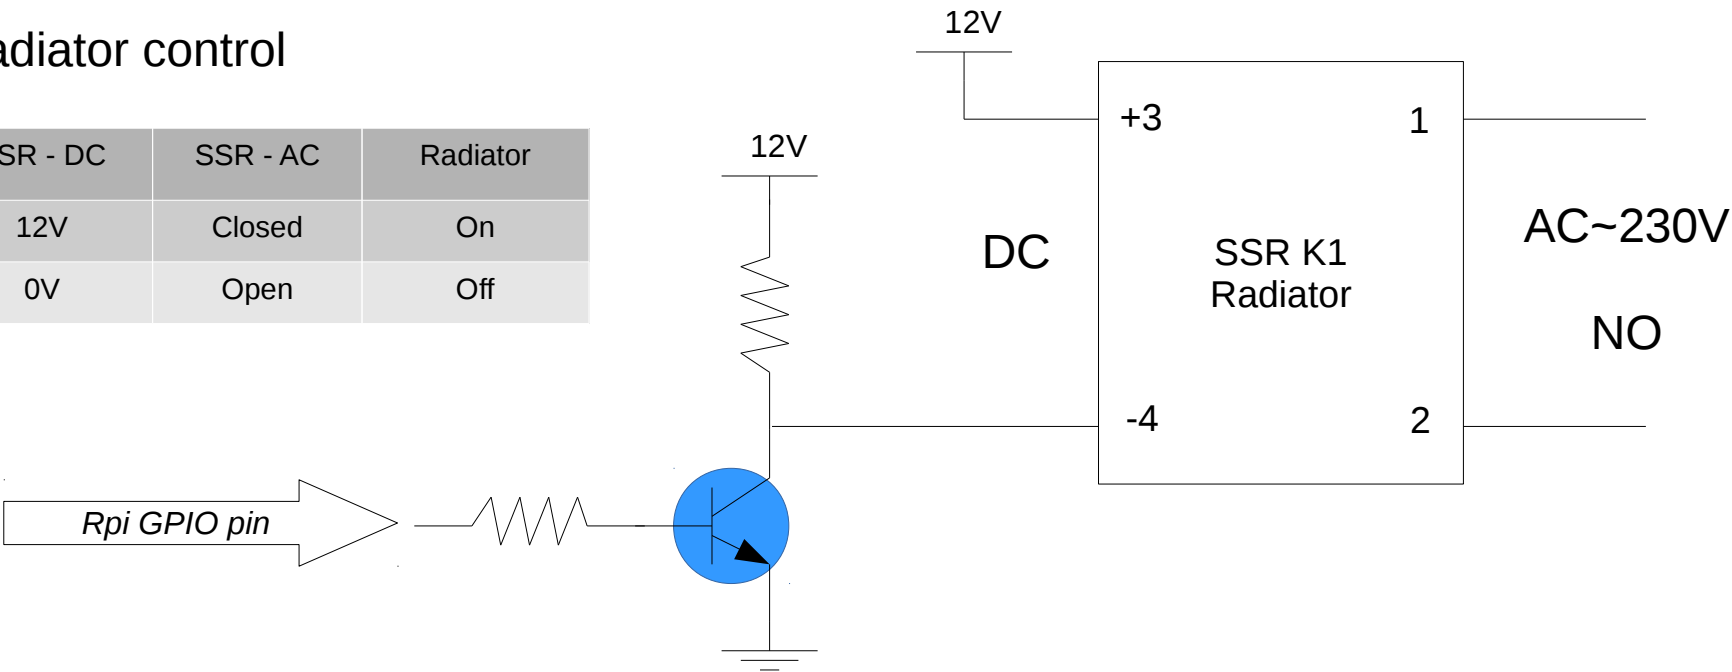 adiator control
SR - DC SSR - AC Radiator
12V Closed On
0V Open Off
12V
12V
+3
1
DC
SSR K1
Radiator
AC~230V
NO
-4
2
Rpi GPIO pin